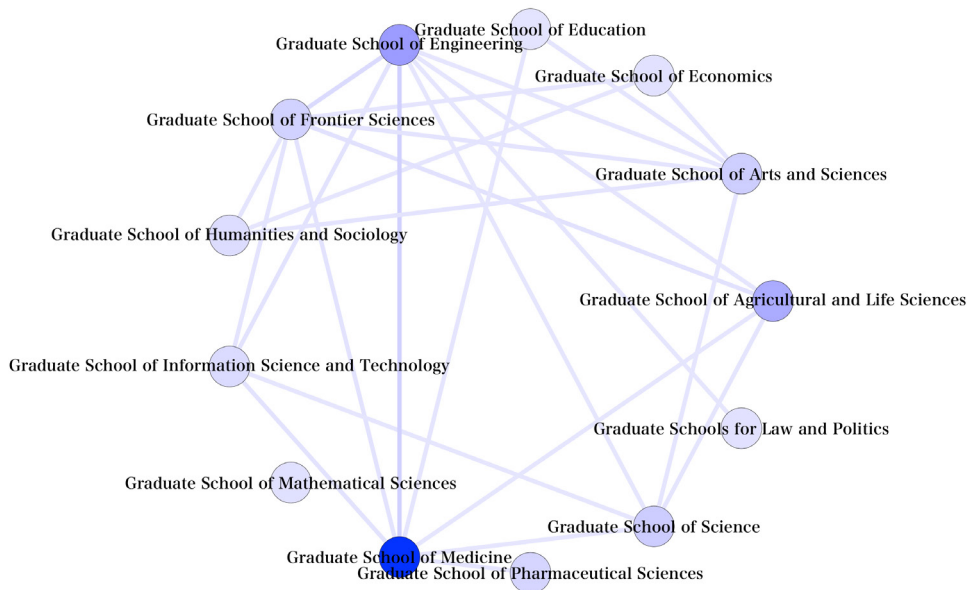 Graduate School of Education
Graduate School of Engineering
Graduate School of Economics
Graduate School of Frontier Sciences
Graduate School of Arts and Sciences
Graduate School of Humanities and Sociology
Graduate School of Agricultural and Life Sciences
Graduate School of Information Science and Technology
Graduate Schools for Law and Politics
Graduate School of Mathematical Sciences
Graduate School of Science
Graduate School of Medicine
Graduate School of Pharmaceutical Sciences